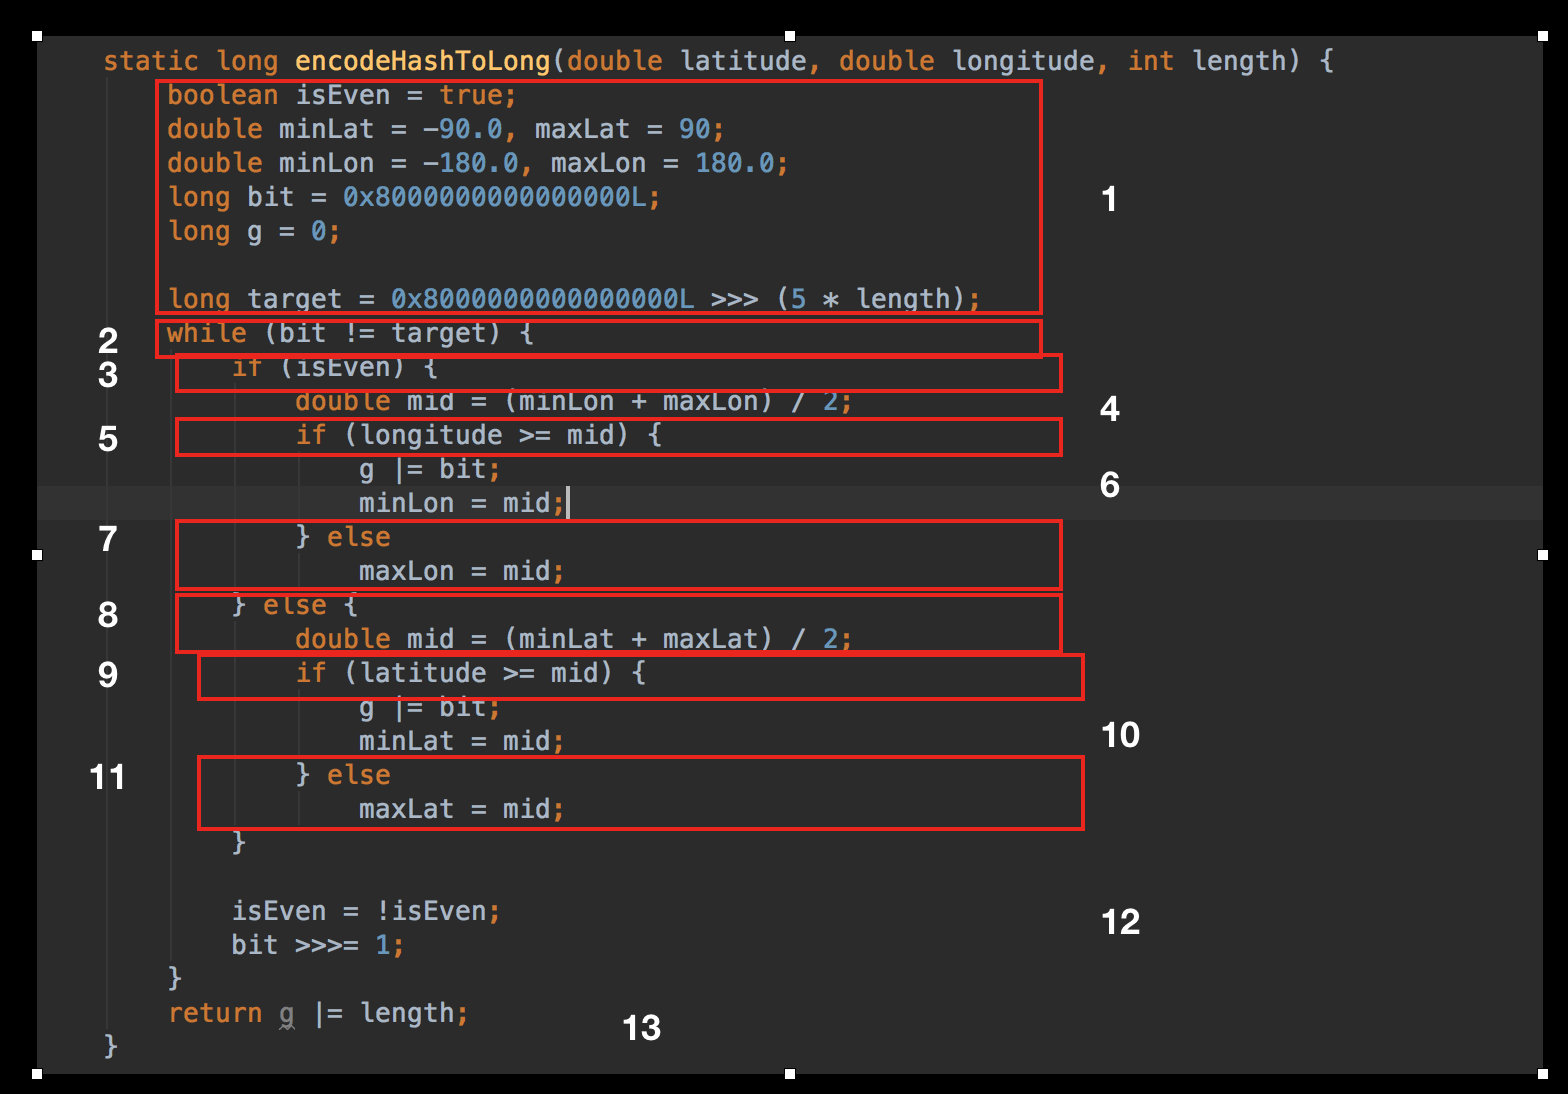 static long encodeHashToLong(double latitude, double longitude, int length) {
boolean isEven = true;
double minLat = -90.0, maxLat = 90;
double minLon = -180.0, maxLon = 180.0;
long bit = 0x8000000000000000L;
1
long g = 0;
long target = 0x8000000000000000L >>> (5 * length);
2
while (bit != target) {
3
if (isEven) {
double mid = (minLon + maxLon) / 2;
4
5
if (longitude >= mid) {
g |= bit;
6
minLon = mid;
7
} else
maxLon = mid;
8
} else {
double mid = (minLat + maxLat) / 2;
9
if (latitude >= mid) {
g |= bit;
10
minLat = mid;
11
} else
maxLat = mid;
}
isEven = !isEven;
12
bit >>>= 1;
}
return g |= length;
13
}